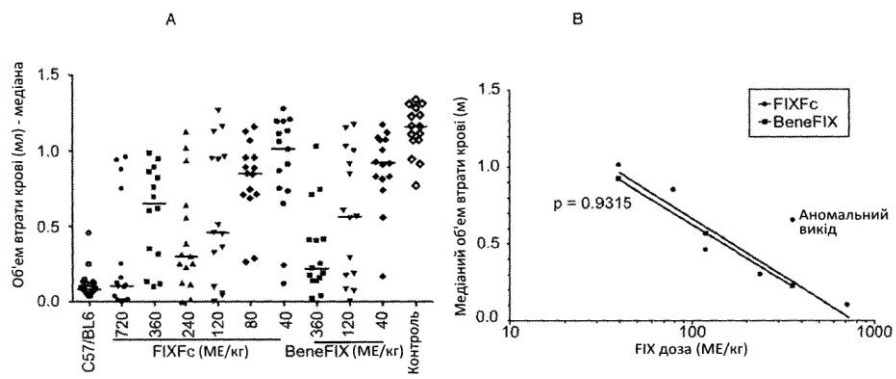 A
Об'єм втрати крові (мл) - медіана
1.5
1.0
0.5
0.0
C57/BL6
720
360
240
120
80
40
360
120
40
Контроль
FIXFc (МЕ/кг)
BeneFIX (МЕ/кг)
B
Медіаний об'єм втрати крові (м)
1.5
1.0
0.5
0.0
FIXFc
BeneFIX
p = 0.9315
Аномальний
викід
10
100
1000
FIX доза (МЕ/кг)